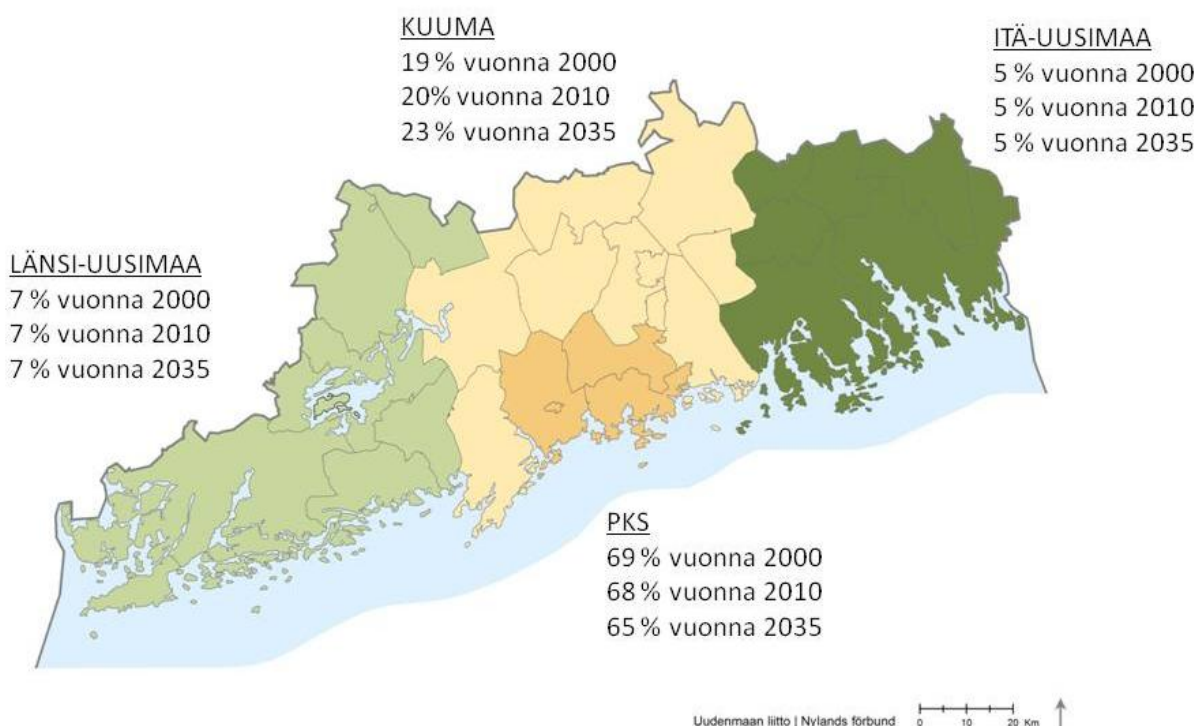 KUUMA
19 % vuonna 2000
20% vuonna 2010
23 % vuonna 2035
ITÄ-UUSIMAA
5 % vuonna 2000
5 % vuonna 2010
5 % vuonna 2035
LÄNSI-UUSIMAA
7 % vuonna 2000
7 % vuonna 2010
7 % vuonna 2035
PKS
69 % vuonna 2000
68 % vuonna 2010
65 % vuonna 2035
Uudenmaan liitto | Nylands förbund
0 10 20 Km